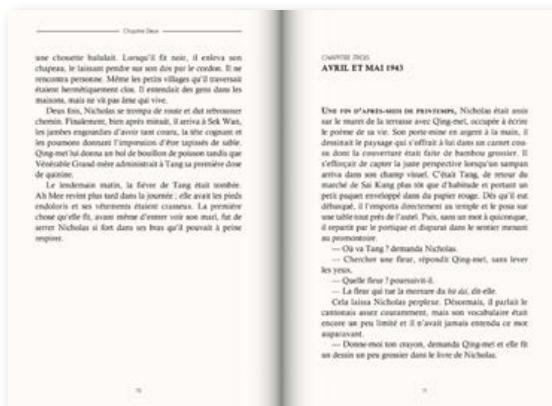 Chapitre Deux
une chouette hululait. Lorsqu'il fit noir, il enleva son
chapeau, le laissant pendre sur son dos par le cordon. Il ne
rencontra personne. Même les petits villages qu'il traversait
étaient hermétiquement clos. Il entendait des gens dans les
maisons, mais ne vit pas âme qui vive.
Deux fois, Nicholas se trompa de route et dut rebrousser
chemin. Finalement, bien après minuit, il arriva à Sek Wan,
les jambes engourdies d'avoir tant couru, la tête cognant et
les poumons donnant l'impression d'être tapissés de sable.
Qing-mei lui donna un bol de bouillon de poisson tandis que
Vénérable Grand-mère administrait à Tang sa première dose
de quinine.
Le lendemain matin, la fièvre de Tang était tombée.
Ah Mee revint plus tard dans la journée ; elle avait les pieds
endoloris et ses vêtements étaient crasseux. La première
chose qu'elle fit, avant même d'entrer voir son mari, fut de
serrer Nicholas si fort dans ses bras qu'il pouvait à peine
respirer.
70
CHAPITRE TROIS
AVRIL ET MAI 1943
UNE FIN D'APRÈS-MIDI DE PRINTEMPS, Nicholas était assis
sur le muret de la terrasse avec Qing-mei, occupée à écrire
le poème de sa vie. Son porte-mine en argent à la main, il
dessinait le paysage qui s'offrait à lui dans un carnet cou-
su dont la couverture était faite de bambou grossier. Il
s'efforçait de capter la juste perspective lorsqu'un sampan
arriva dans son champ visuel. C'était Tang, de retour du
marché de Sai Kung plus tôt que d'habitude et portant un
petit paquet enveloppé dans du papier rouge. Dès qu'il eut
débarqué, il l'emporta directement au temple et le posa sur
une table tout près de l'autel. Puis, sans un mot à quiconque,
il repartit par le portique et disparut dans le sentier menant
au promontoire.
— Où va Tang ? demanda Nicholas.
— Chercher une fleur, répondit Qing-mei, sans lever
les yeux.
— Quelle fleur ? poursuivit-il.
— La fleur qui tue la morsure du bo dai, dit-elle.
Cela laissa Nicholas perplexe. Désormais, il parlait le
cantonais assez couramment, mais son vocabulaire était
encore un peu limité et il n'avait jamais entendu ce mot
auparavant.
— Donne-moi ton crayon, demanda Qing-mei et elle fit
un dessin un peu grossier dans le livre de Nicholas.
71